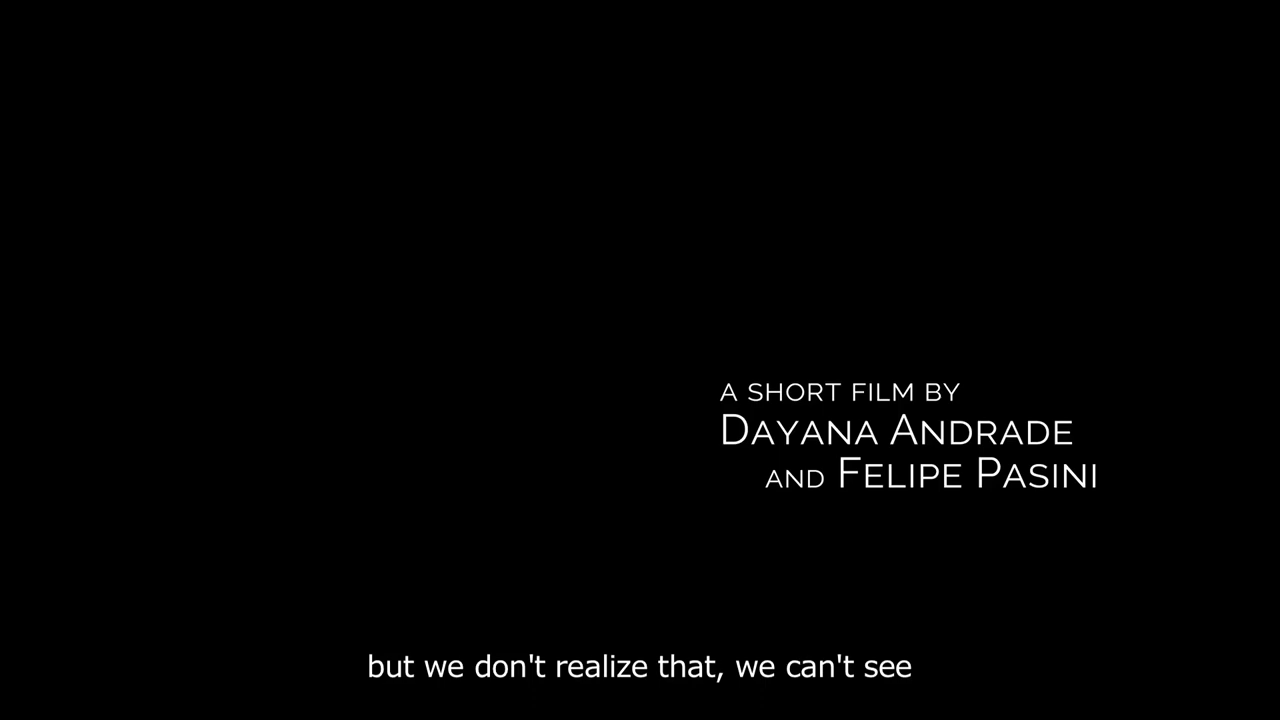 A SHORT FILM BY
DAYANA ANDRADE
AND FELIPE PASINI
but we don't realize that, we can't see